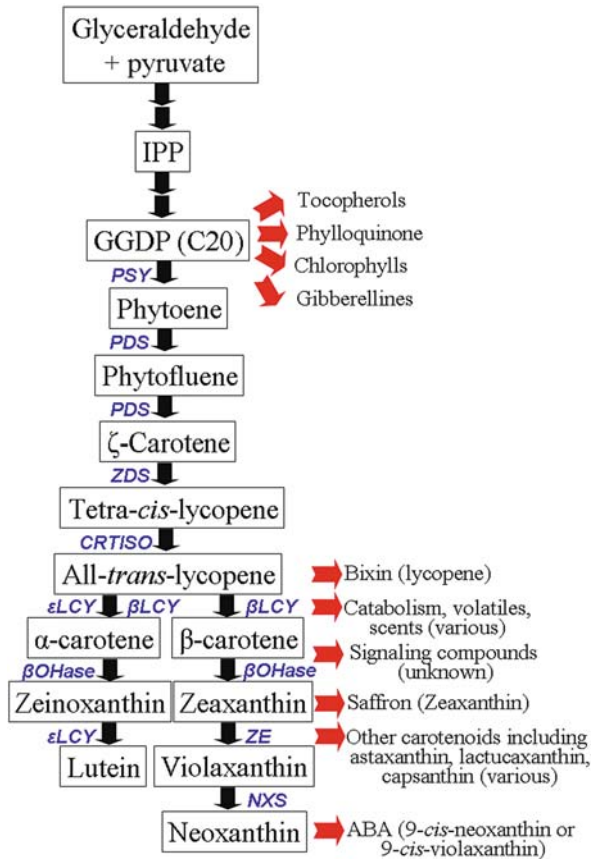 Glyceraldehyde
+ pyruvate
IPP
GGDP (C20)
Tocopherols
Phylloquinone
Chlorophylls
Gibberellines
PSY
Phytoene
PDS
Phytofluene
PDS
ζ-Carotene
ZDS
Tetra-cis-lycopene
CRTISO
All-trans-lycopene
Bixin (lycopene)
εLCY βLCY βLCY
Catabolism, volatiles,
scents (various)
α-carotene β-carotene
Signaling compounds
(unknown)
βOHase βOHase
Zeinoxanthin Zeaxanthin
Saffron (Zeaxanthin)
εLCY ZE
Other carotenoids including
astaxanthin, lactucaxanthin,
capsanthin (various)
Lutein Violaxanthin
NXS
Neoxanthin
ABA (9-cis-neoxanthin or
9-cis-violaxanthin)